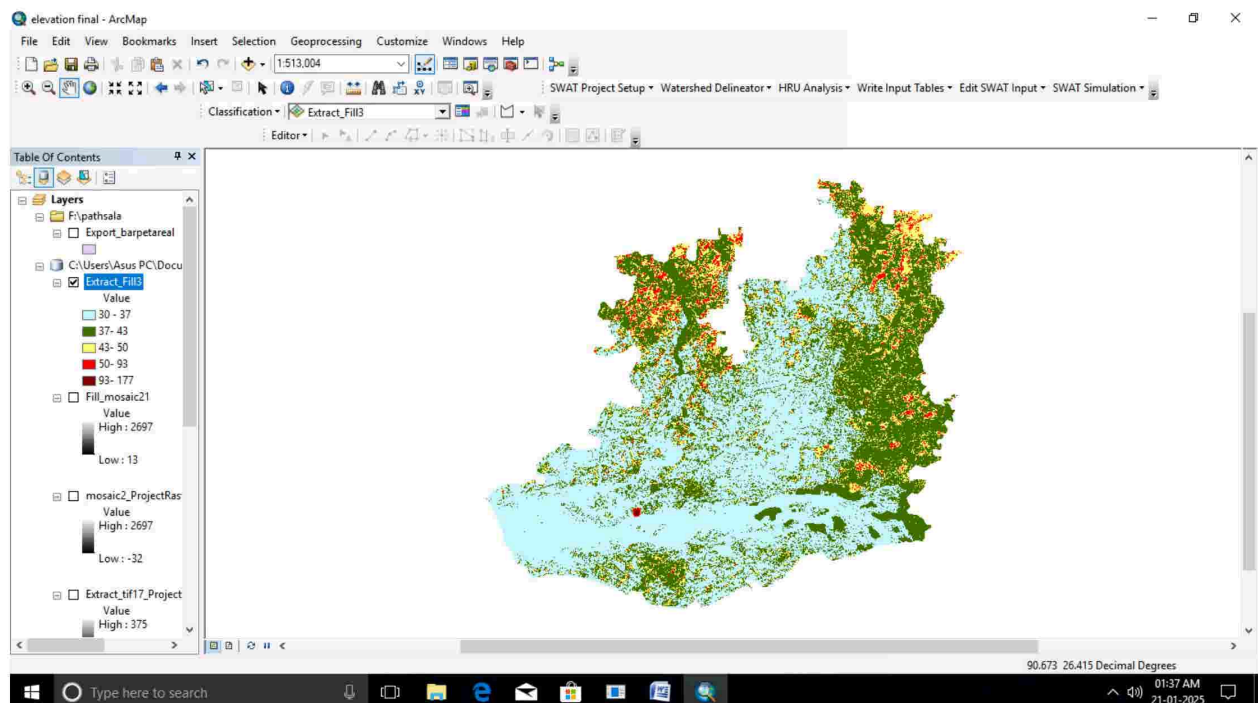 elevation final - ArcMap
File Edit View Bookmarks Insert Selection Geoprocessing Customize Windows Help
1:513,004
SWAT Project Setup Watershed Delineator HRU Analysis Write Input Tables Edit SWAT Input SWAT Simulation
Classification Extract_Fill3
Editor
Table Of Contents
Layers
F:\pathsala
Export_barpetareal
C:\Users\Asus PC\Docu
Extract_Fill3
Value
30 - 37
37- 43
43- 50
50- 93
93- 177
Fill_mosaic21
Value
High : 2697
Low : 13
mosaic2_ProjectRas
Value
High : 2697
Low : -32
Extract_tif17_Project
Value
High : 375
90.673 26.415 Decimal Degrees
Type here to search
01:37 AM
21-01-2025